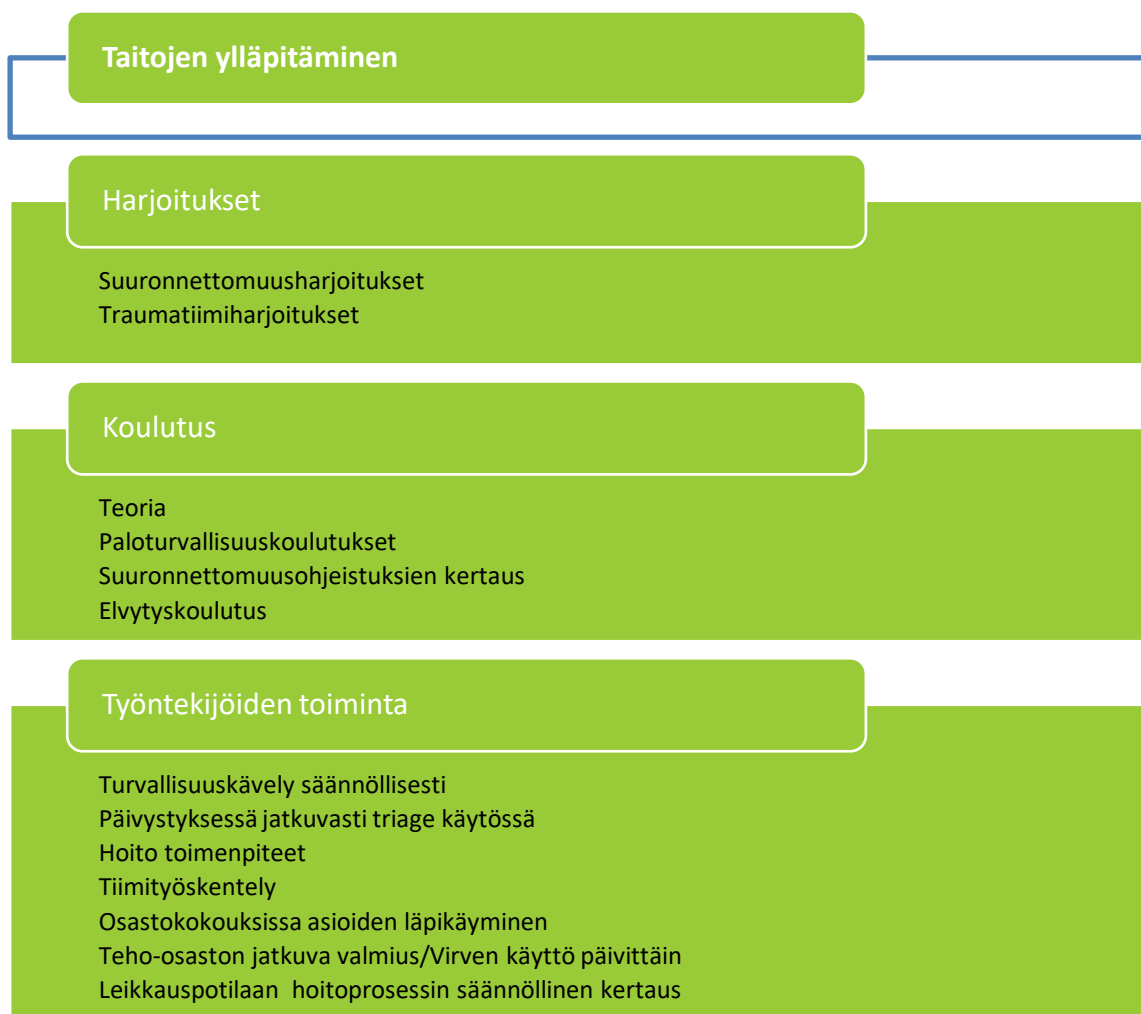 Taitojen ylläpitäminen
Harjoitukset
Suuronnettomuusharjoitukset
Traumatiimiharjoitukset
Koulutus
Teoria
Paloturvallisuuskoulutukset
Suuronnettomuusohjeistuksien kertaus
Elvytyskoulutus
Työntekijöiden toiminta
Turvallisuuskävely säännöllisesti
Päivystyksessä jatkuvasti triage käytössä
Hoito toimenpiteet
Tiimityöskentely
Osastokokouksissa asioiden läpikäyminen
Teho-osaston jatkuva valmius/Virven käyttö päivittäin
Leikkauspotilaan  hoitoprosessin säännöllinen kertaus